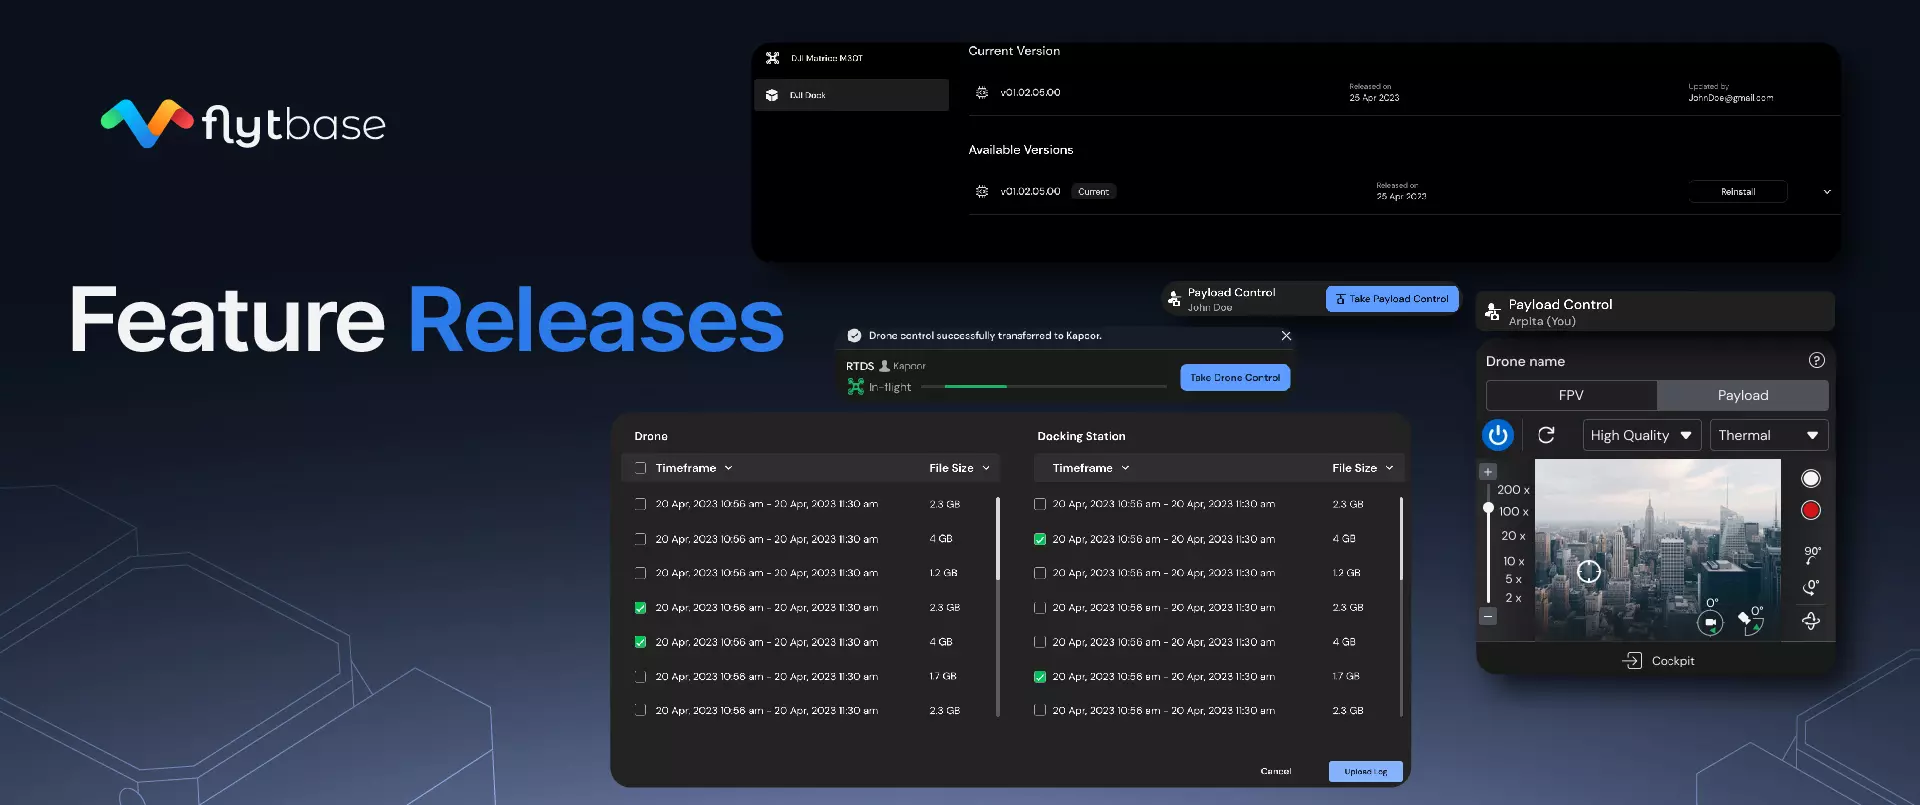 flytbase
Feature Releases
DJI Matrice M30T
DJI Dock
Current Version
v01.02.05.00
Released on
25 Apr 2023
Updated by
JohnDoe@gmail.com
Available Versions
v01.02.05.00 Current
Released on
25 Apr 2023
Reinstall
Payload Control
John Doe
Take Payload Control
Drone control successfully transferred to Kapoor.
RTDS Kapoor
In-flight
Take Drone Control
Drone
Timeframe File Size
20 Apr, 2023 10:56 am - 20 Apr, 2023 11:30 am 2.3 GB
20 Apr, 2023 10:56 am - 20 Apr, 2023 11:30 am 4 GB
20 Apr, 2023 10:56 am - 20 Apr, 2023 11:30 am 1.2 GB
20 Apr, 2023 10:56 am - 20 Apr, 2023 11:30 am 2.3 GB
20 Apr, 2023 10:56 am - 20 Apr, 2023 11:30 am 4 GB
20 Apr, 2023 10:56 am - 20 Apr, 2023 11:30 am 1.7 GB
20 Apr, 2023 10:56 am - 20 Apr, 2023 11:30 am 2.3 GB
Docking Station
Timeframe File Size
20 Apr, 2023 10:56 am - 20 Apr, 2023 11:30 am 2.3 GB
20 Apr, 2023 10:56 am - 20 Apr, 2023 11:30 am 4 GB
20 Apr, 2023 10:56 am - 20 Apr, 2023 11:30 am 1.2 GB
20 Apr, 2023 10:56 am - 20 Apr, 2023 11:30 am 2.3 GB
20 Apr, 2023 10:56 am - 20 Apr, 2023 11:30 am 4 GB
20 Apr, 2023 10:56 am - 20 Apr, 2023 11:30 am 1.7 GB
20 Apr, 2023 10:56 am - 20 Apr, 2023 11:30 am 2.3 GB
Cancel
Upload Log
Payload Control
Arpita (You)
Drone name
?
FPV
Payload
High Quality
Thermal
+
200 x
100 x
20 x
10 x
5 x
2 x
-
90°
0°
0°
0°
Cockpit